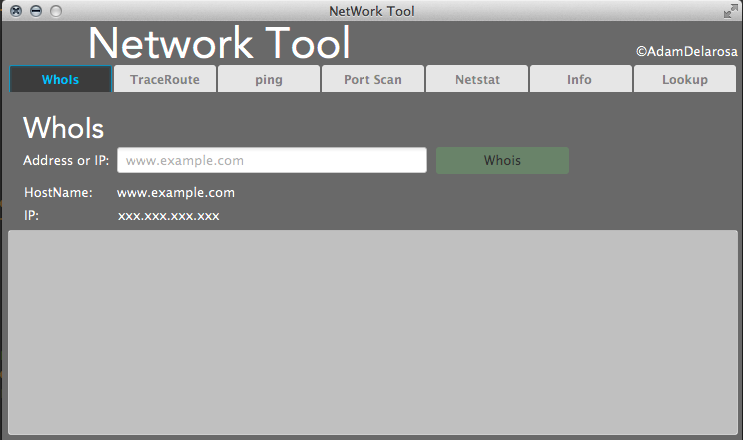 NetWork Tool
Network Tool
©AdamDelarosa
WhoIs TraceRoute ping Port Scan Netstat Info Lookup
WhoIs
Address or IP: www.example.com Whois
HostName: www.example.com
IP: xxx.xxx.xxx.xxx